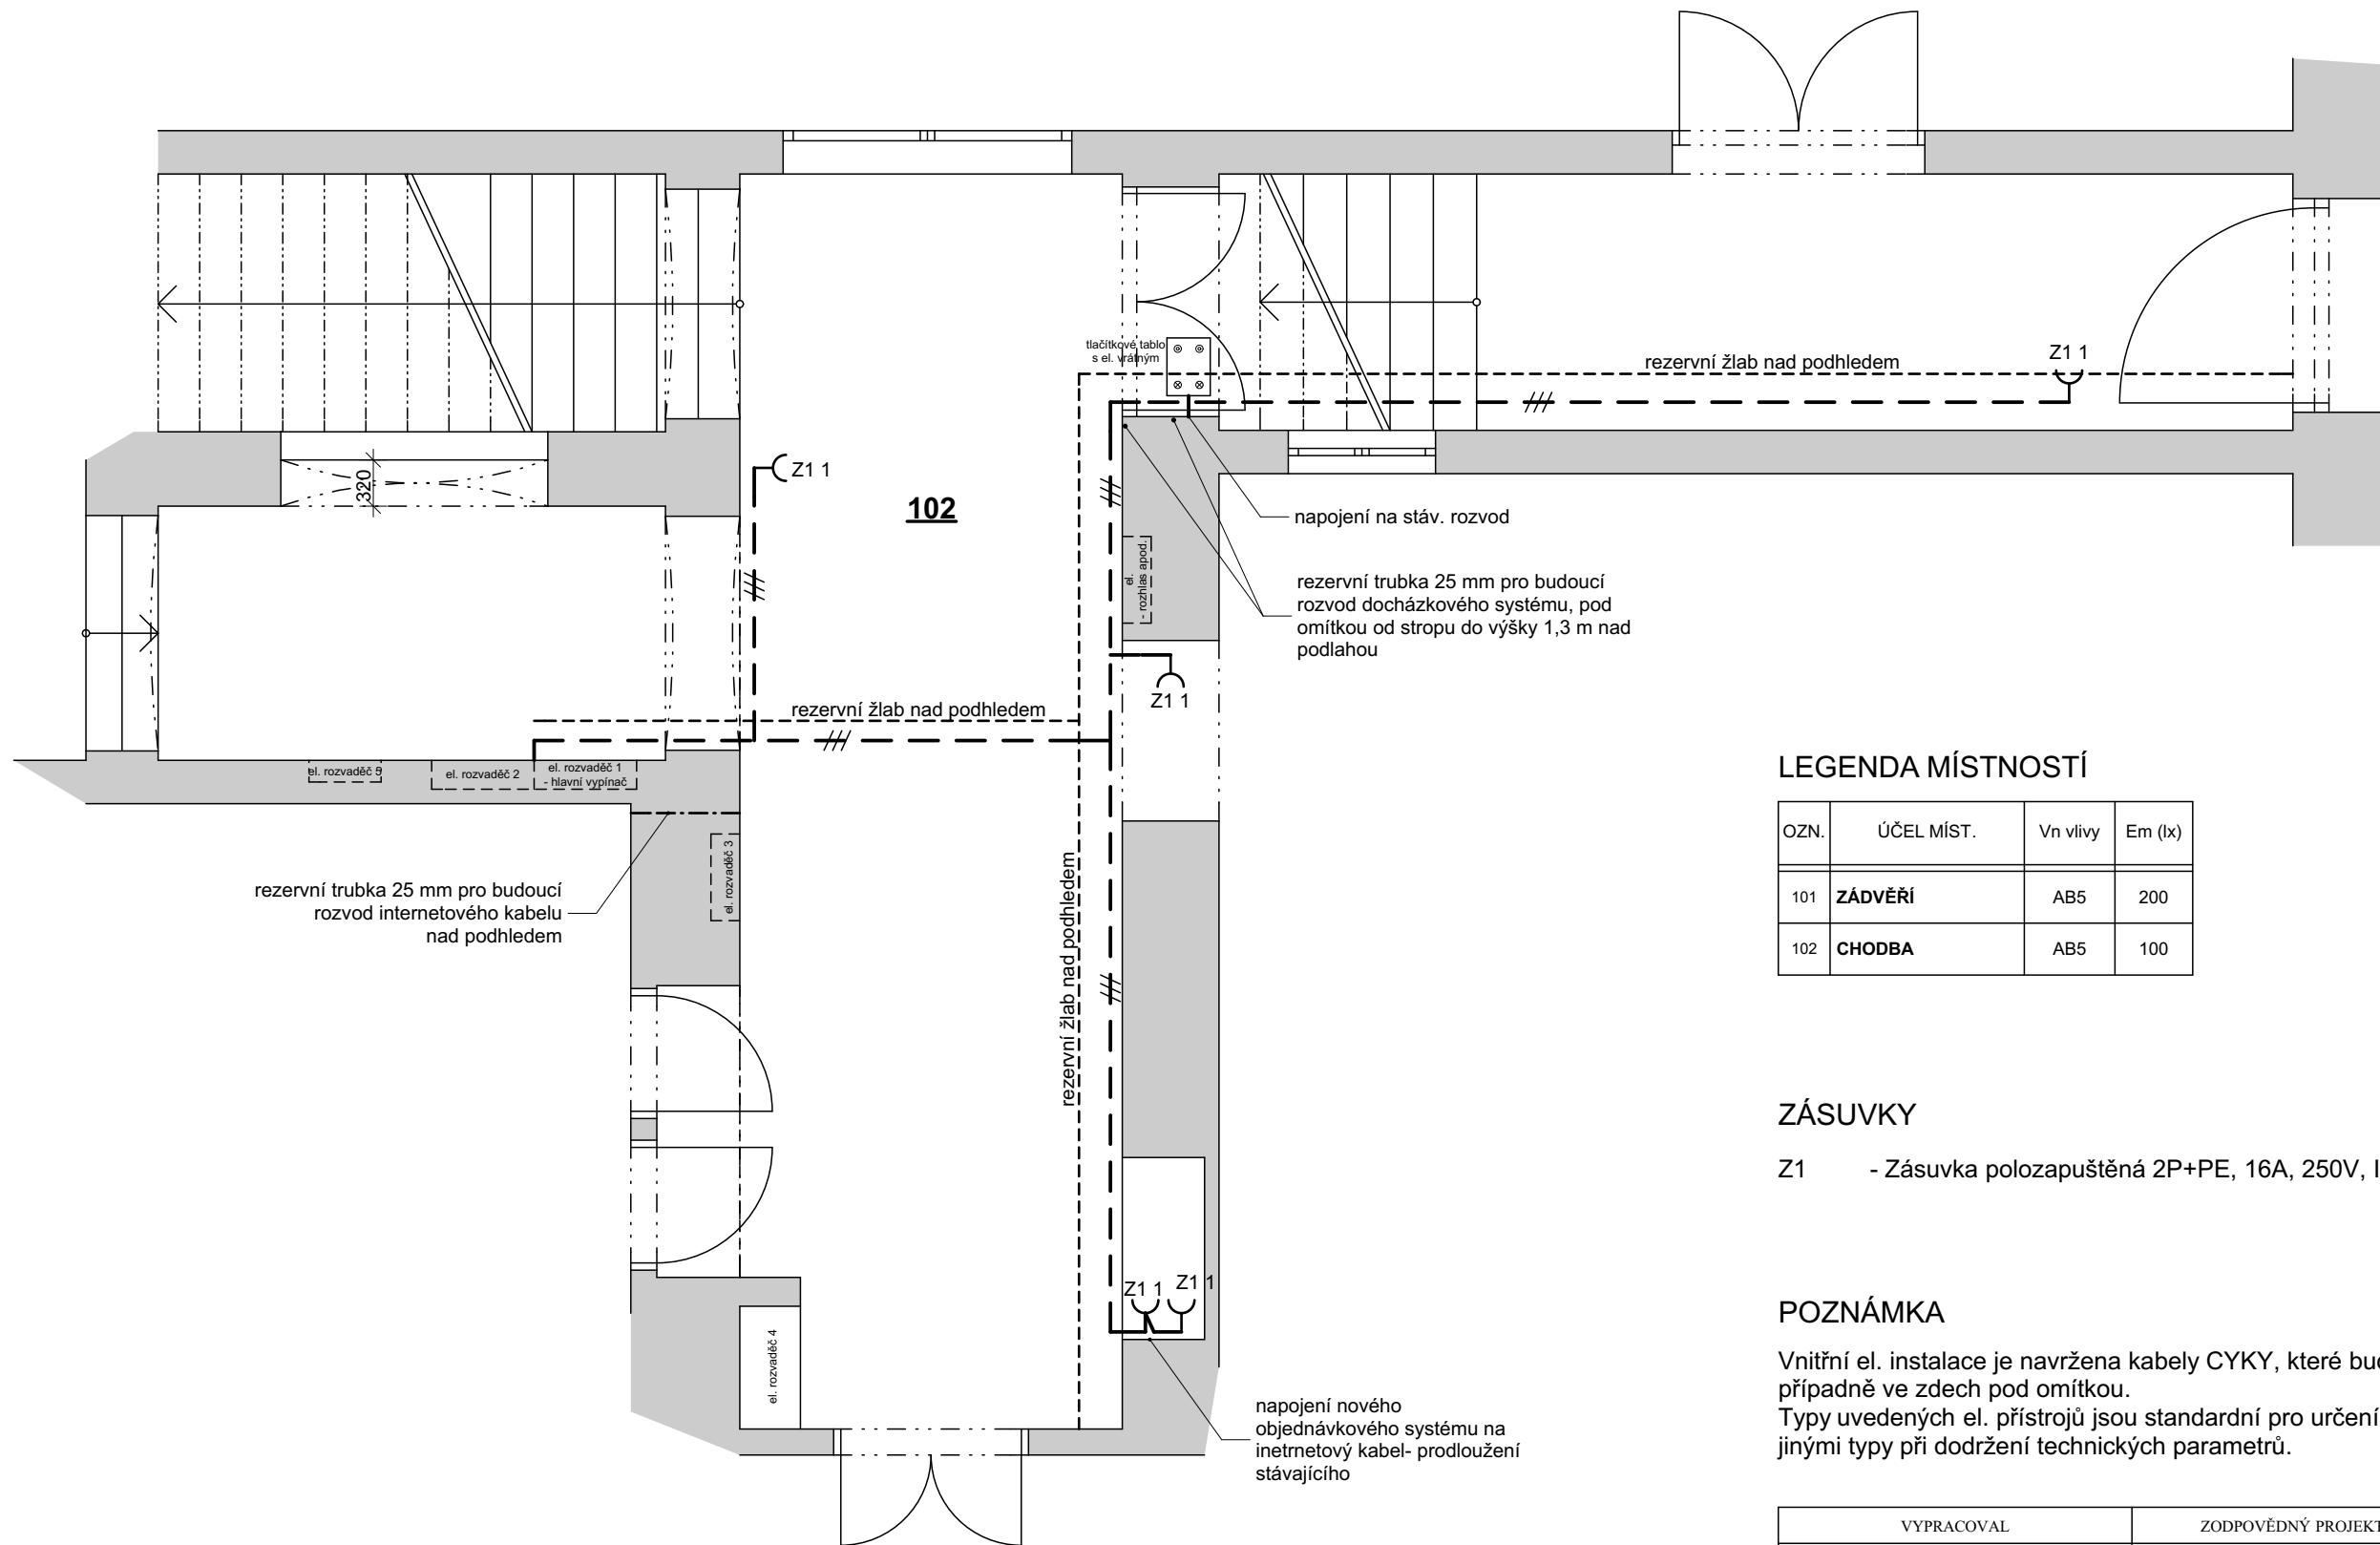 tlačítkové tablo
s el. vrátným
rezervní žlab nad podhledem
Z1 1
Z1 1
102
320
napojení na stáv. rozvod
el.
- rozhlas apod.
rezervní trubka 25 mm pro budoucí
rozvod docházkového systému, pod
omítkou od stropu do výšky 1,3 m nad
podlahou
Z1 1
rezervní žlab nad podhledem
el. rozvaděč 5
el. rozvaděč 2
el. rozvaděč 1
- hlavní vypínač
el. rozvaděč 3
rezervní trubka 25 mm pro budoucí
rozvod internetového kabelu
nad podhledem
rezervní žlab nad podhledem
Z1 1
Z1 1
el. rozvaděč 4
napojení nového
objednávkového systému na
inetrnetový kabel- prodloužení
stávajícího
LEGENDA MÍSTNOSTÍ
OZN. ÚČEL MÍST. Vn vlivy Em (lx)
101 ZÁDVĚŘÍ AB5 200
102 CHODBA AB5 100
ZÁSUVKY
Z1 - Zásuvka polozapuštěná 2P+PE, 16A, 250V,
POZNÁMKA
Vnitřní el. instalace je navržena kabely CYKY, které
případně ve zdech pod omítkou.
Typy uvedených el. přístrojů jsou standardní pro určení
jinými typy při dodržení technických parametrů.
VYPRACOVAL ZODPOVĚDNÝ